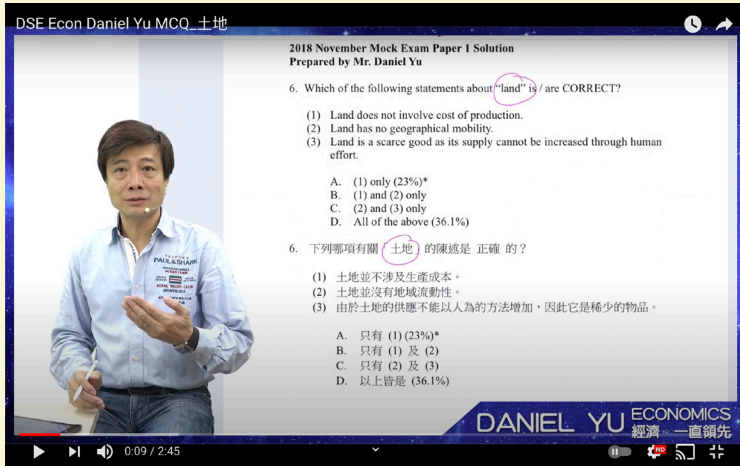 DSE Econ Daniel Yu MCQ_土地
2018 November Mock Exam Paper 1 Solution
Prepared by Mr. Daniel Yu
6. Which of the following statements about "land" is / are CORRECT?
(1) Land does not involve cost of production.
(2) Land has no geographical mobility.
(3) Land is a scarce good as its supply cannot be increased through human
effort.
A. (1) only (23%)*
B. (1) and (2) only
C. (2) and (3) only
D. All of the above (36.1%)
6. 下列哪項有關「土地」的陳述是 正確 的？
(1) 土地並不涉及生產成本。
(2) 土地並沒有地域流動性。
(3) 由於土地的供應不能以人為的方法增加，因此它是稀少的物品。
A. 只有 (1) (23%)*
B. 只有 (1) 及 (2)
C. 只有 (2) 及 (3)
D. 以上皆是 (36.1%)
PAUL&SHARK
DANIEL YU ECONOMICS
經濟。一直領先
0:09 / 2:45
HD